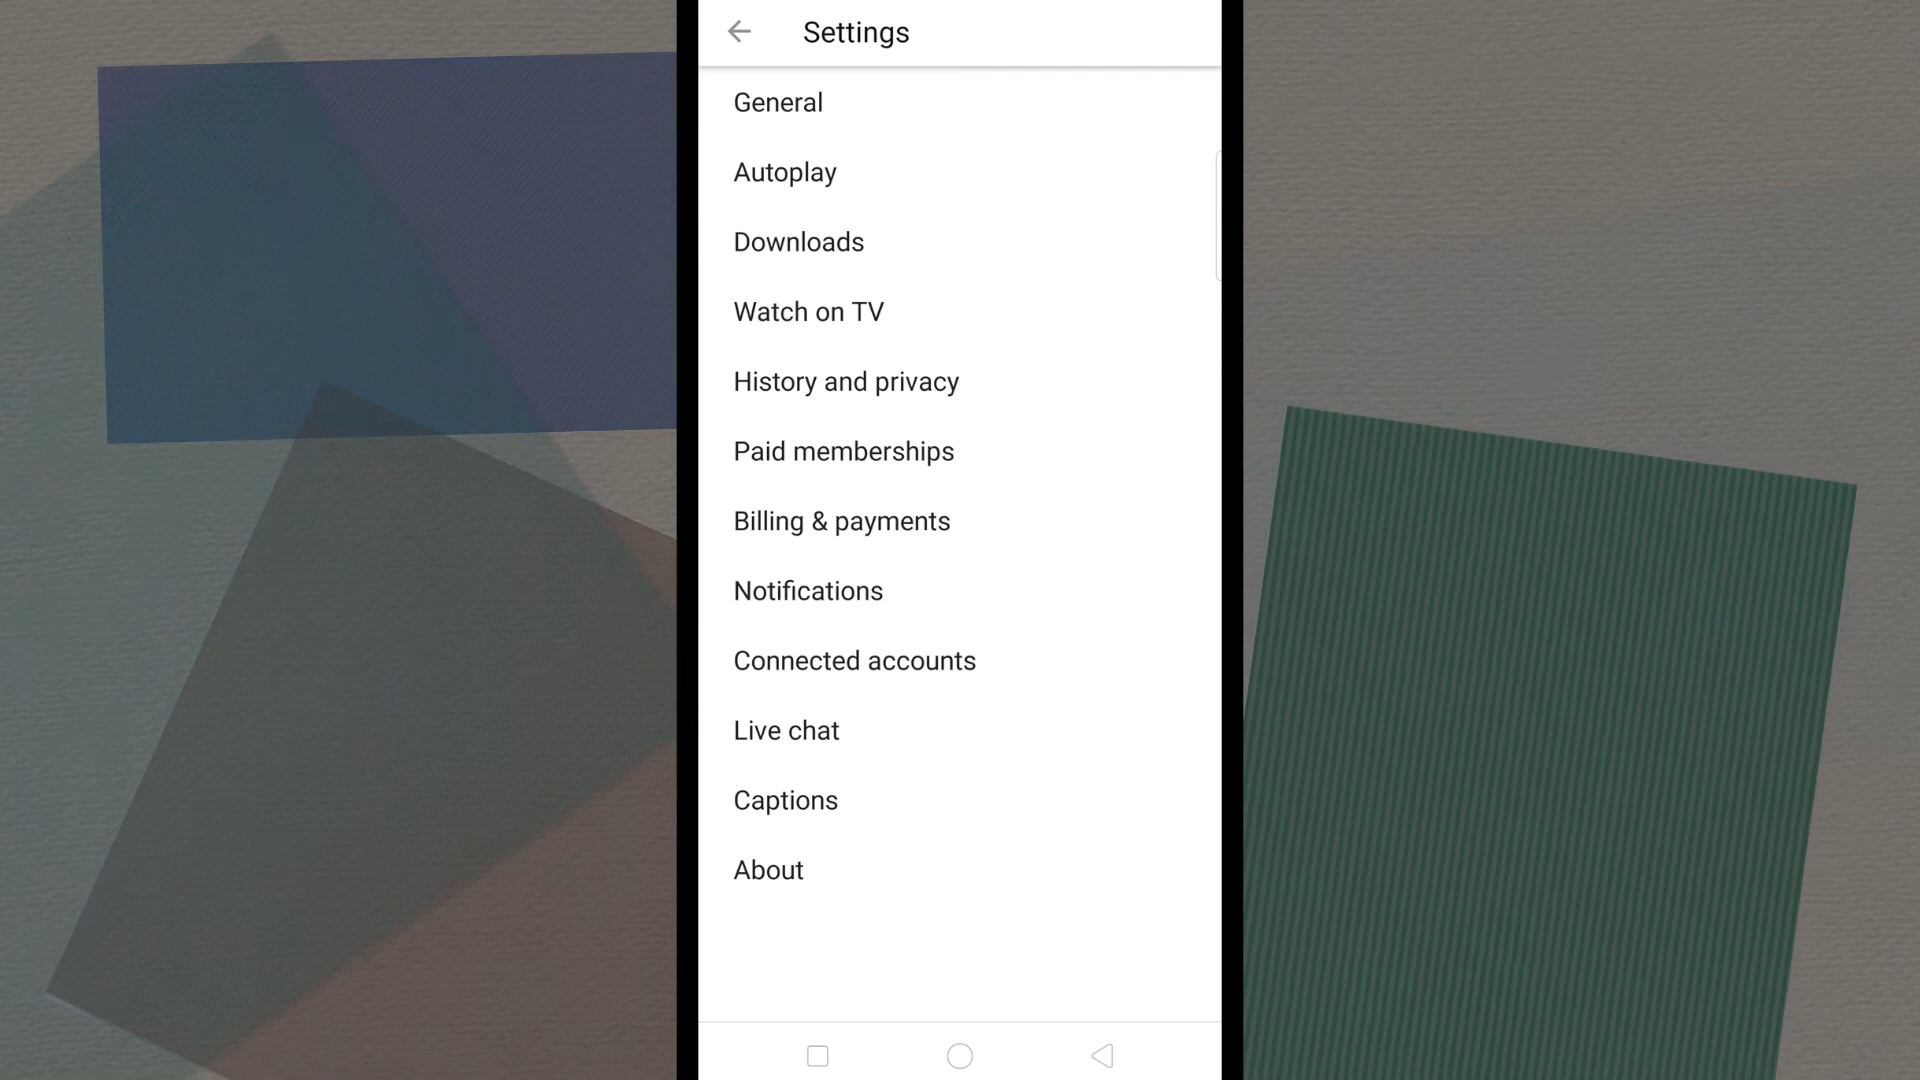 Settings
General
Autoplay
Downloads
Watch on TV
History and privacy
Paid memberships
Billing & payments
Notifications
Connected accounts
Live chat
Captions
About